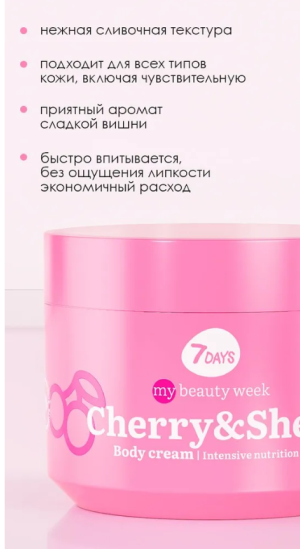 нежная сливочная текстура
подходит для всех типов
кожи, включая чувствительную
приятный аромат
сладкой вишни
быстро впитывается,
без ощущения липкости
экономичный расход
7DAYS
my beauty week
Cherry&She
Body cream | Intensive nutrition